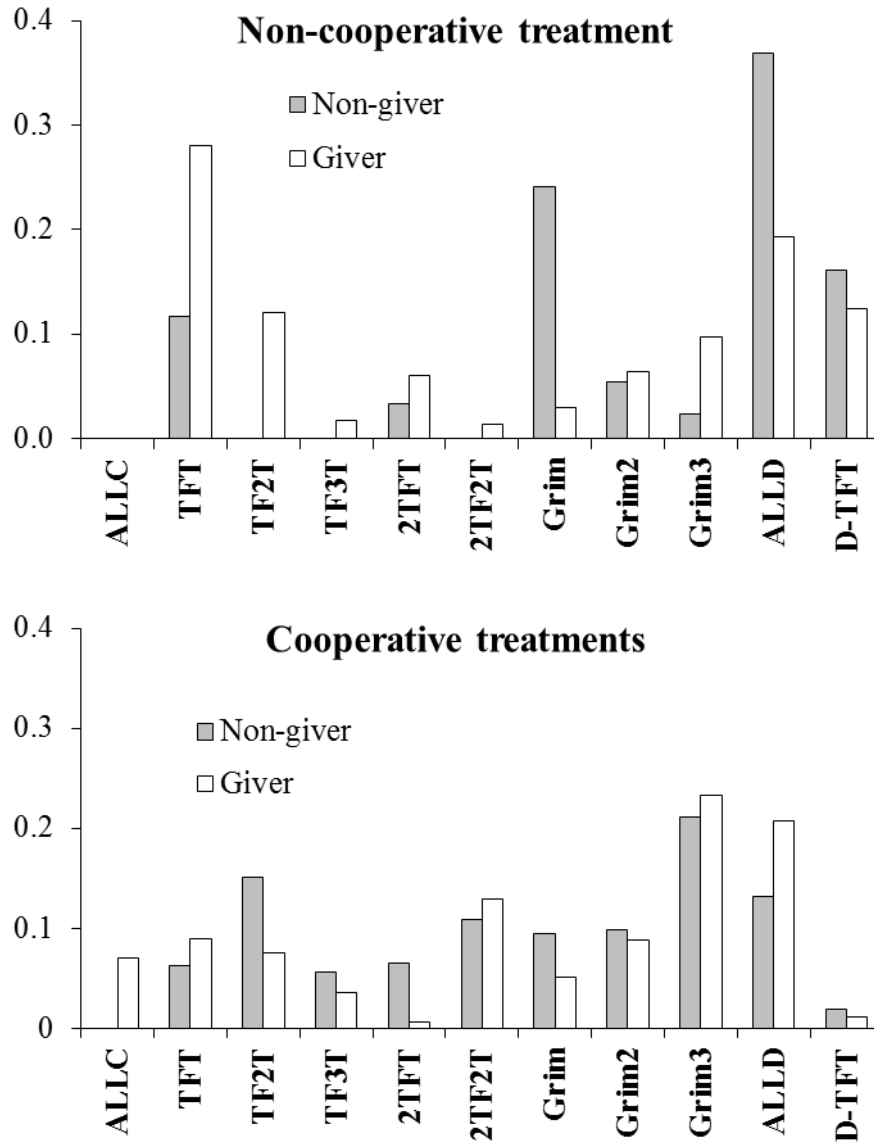 Non-cooperative treatment
0.4
0.3
0.2
0.1
0.0
Non-giver
Giver
ALLC
TFT
TF2T
TF3T
2TFT
2TF2T
Grim
Grim2
Grim3
ALLD
D-TFT
Cooperative treatments
0.4
0.3
0.2
0.1
0
Non-giver
Giver
ALLC
TFT
TF2T
TF3T
2TFT
2TF2T
Grim
Grim2
Grim3
ALLD
D-TFT